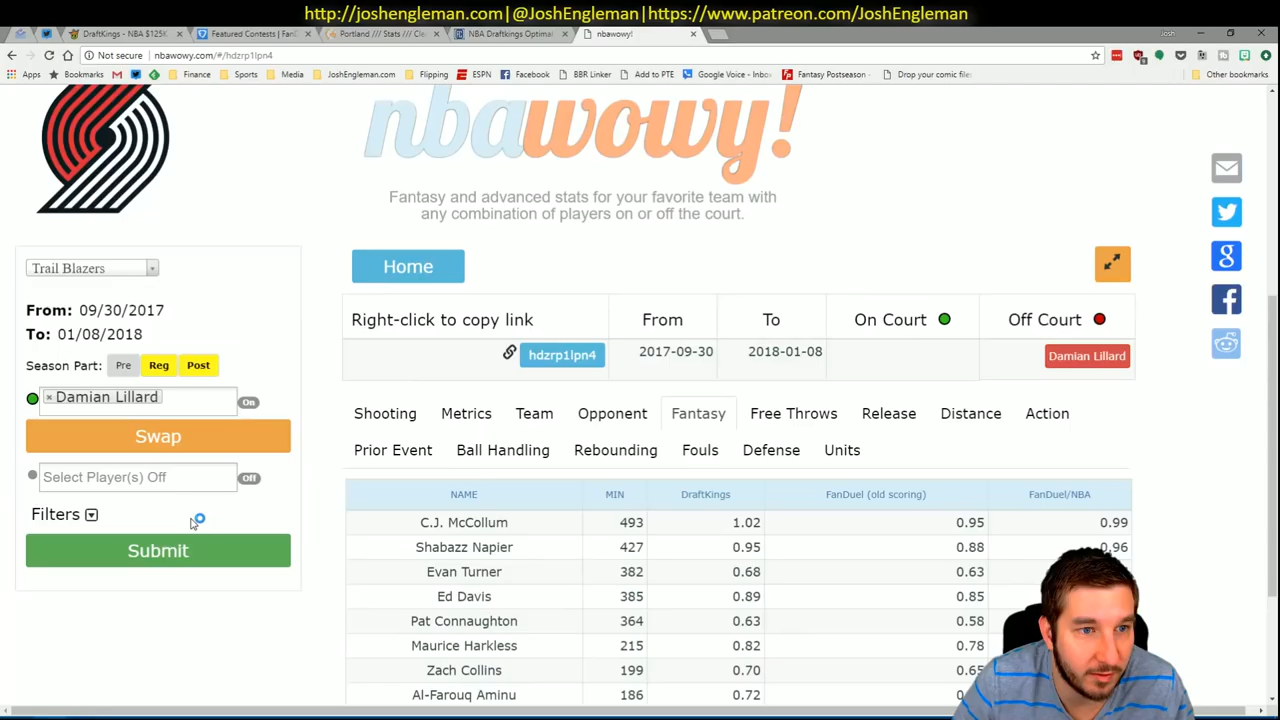 http://joshengleman.com|@JoshEngleman|https://www.patreon.com/JoshEngleman
DraftKings - NBA $125K
Featured Contests | Fan
Portland /// Stats /// Cle
NBA Draftkings Optimal
nbawowy!
Josh
Not secure | nbawowy.com/#/hdzrp1lpn4
Apps
Bookmarks
Finance
Sports
Media
JoshEngleman.com
Flipping
ESPN
Facebook
BBR Linker
Add to PTE
Google Voice - Inbo
Fantasy Postseason -
Drop your comic files
Other bookmarks
nbawowy!
Fantasy and advanced stats for your favorite team with
any combination of players on or off the court.
Trail Blazers
From: 09/30/2017
To: 01/08/2018
Season Part: Pre Reg Post
× Damian Lillard On
Swap
Select Player(s) Off Off
Filters
Submit
Home
Right-click to copy link From To On Court Off Court
hdzrp1lpn4 2017-09-30 2018-01-08 Damian Lillard
Shooting Metrics Team Opponent Fantasy Free Throws Release Distance Action
Prior Event Ball Handling Rebounding Fouls Defense Units
NAME MIN DraftKings FanDuel (old scoring) FanDuel/NBA
C.J. McCollum 493 1.02 0.95 0.99
Shabazz Napier 427 0.95 0.88 0.96
Evan Turner 382 0.68 0.63
Ed Davis 385 0.89 0.85
Pat Connaughton 364 0.63 0.58
Maurice Harkless 215 0.82 0.78
Zach Collins 199 0.70 0.65
Al-Farouq Aminu 186 0.72